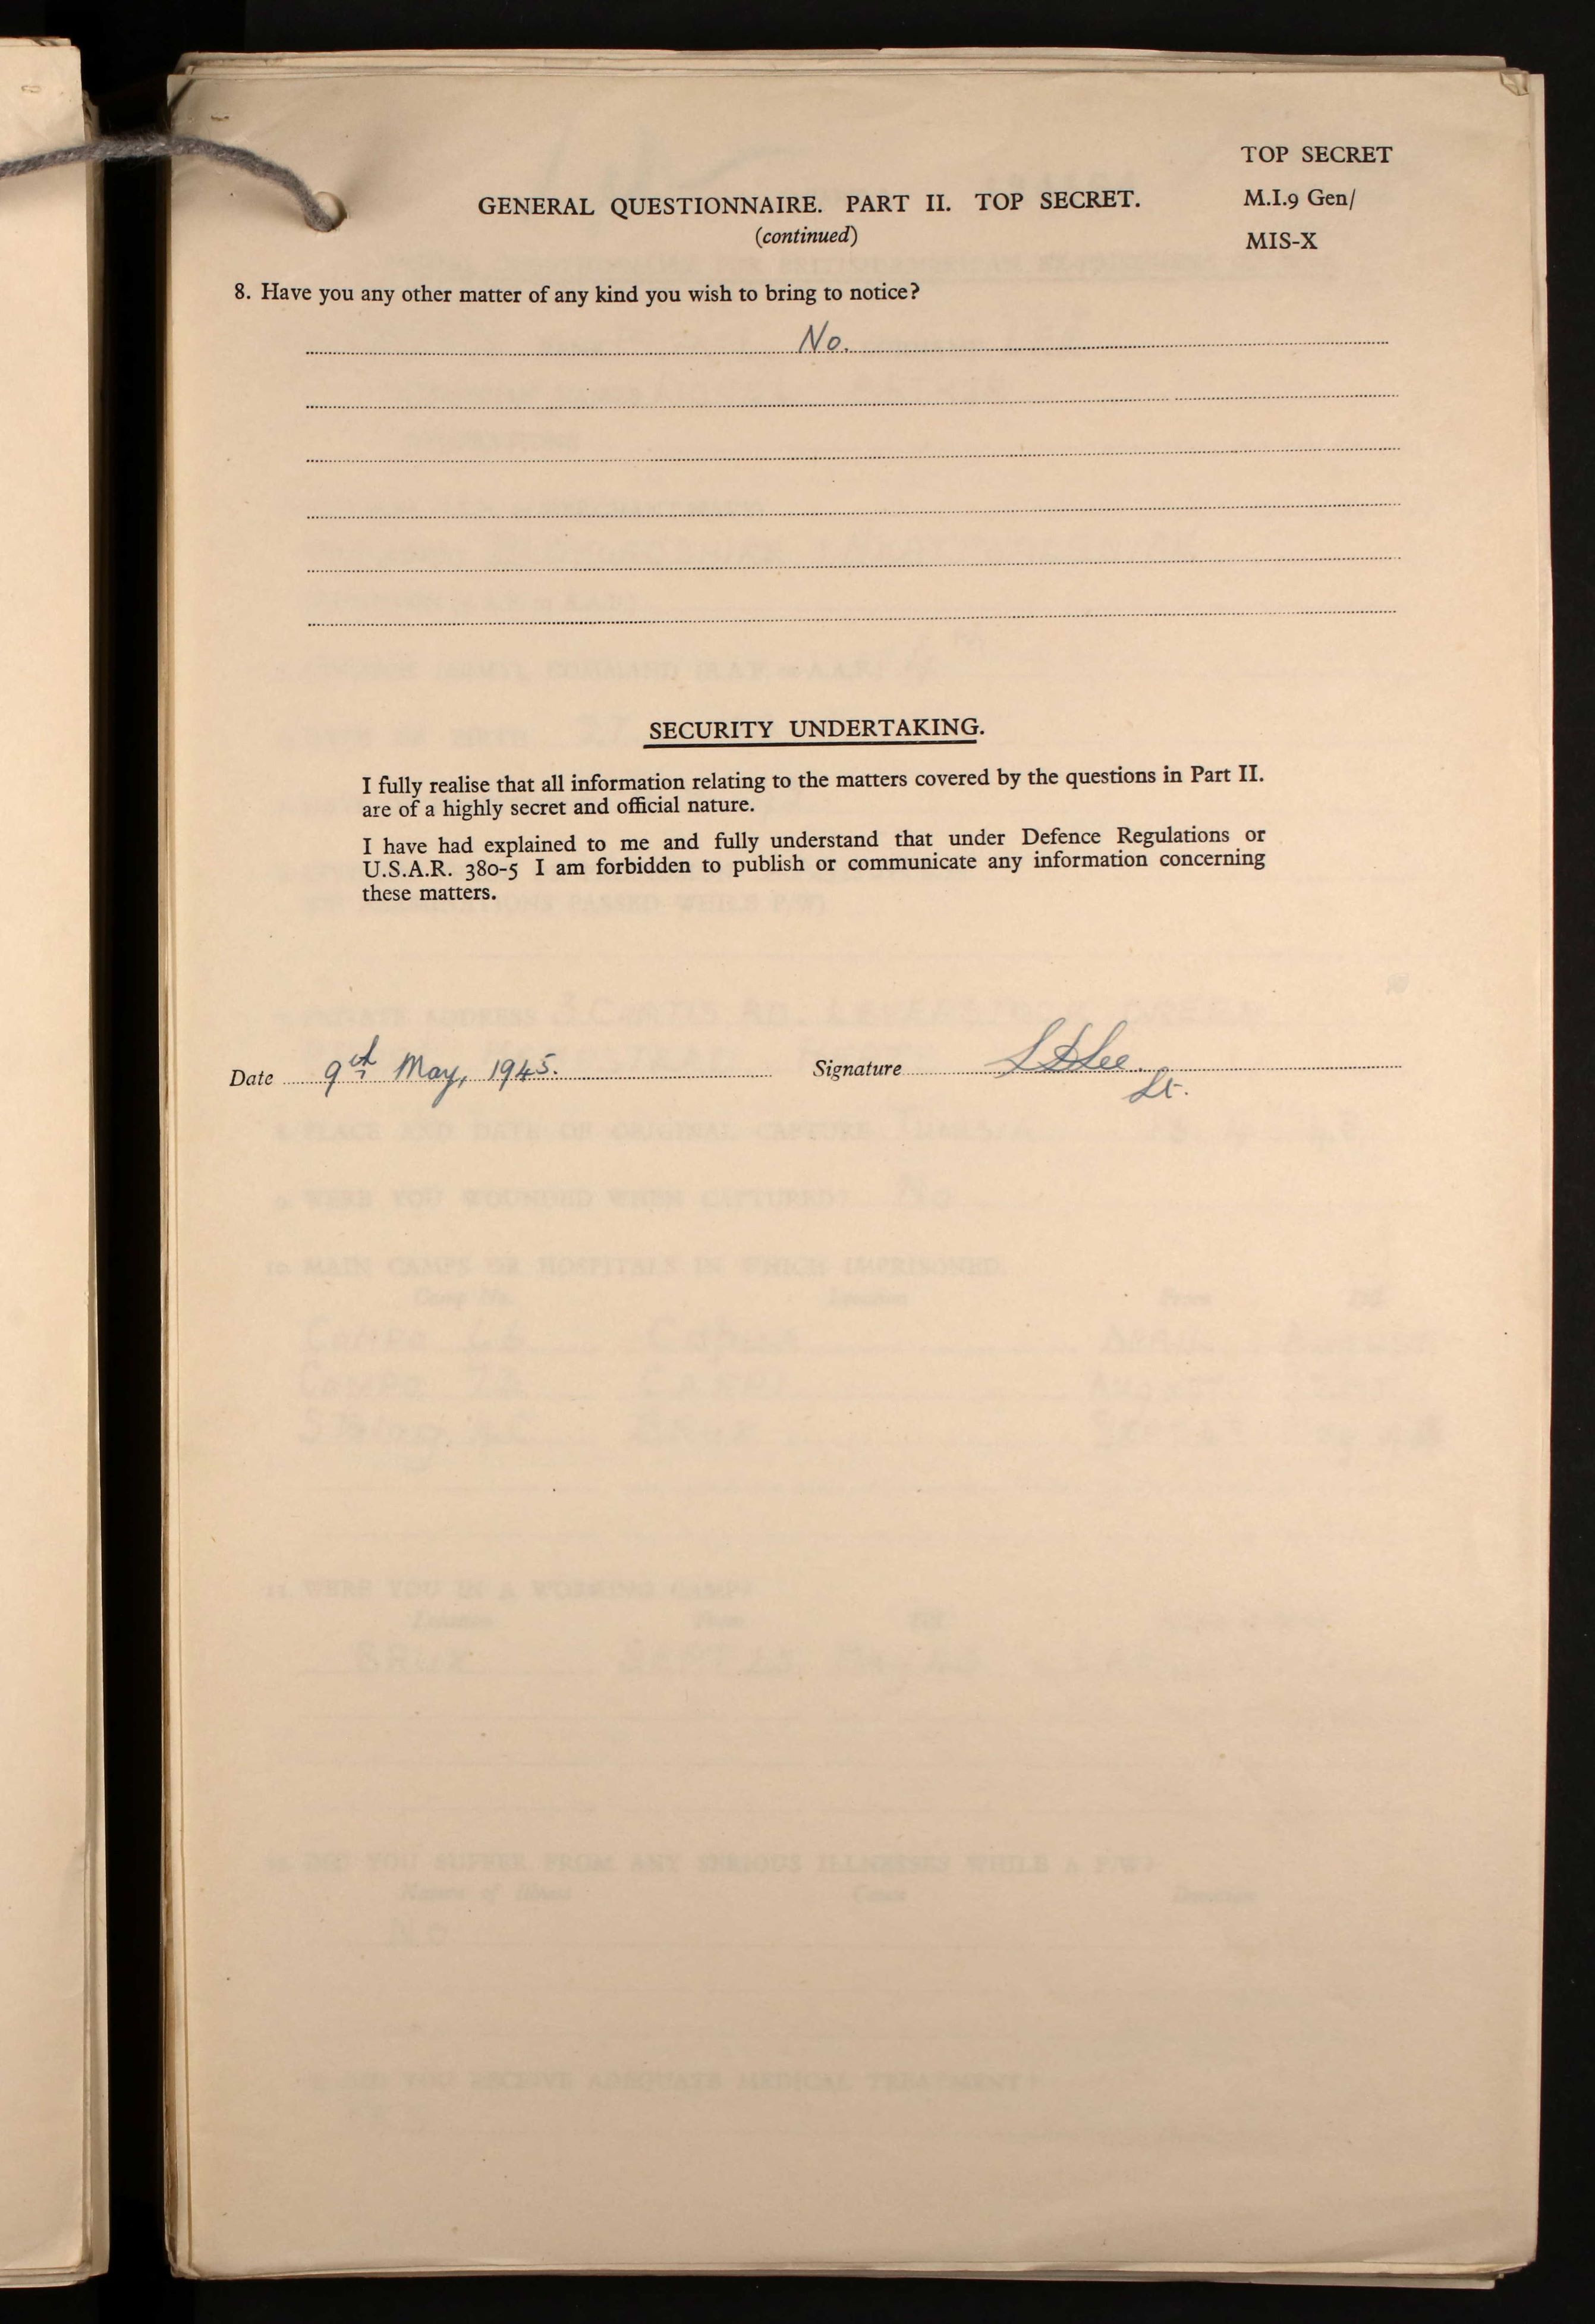 TOP SECRET
GENERAL QUESTIONNAIRE. PART II. TOP SECRET.
M.I.9 Gen/
(continued)
MIS-X
8. Have you any other matter of any kind you wish to bring to notice?
No.
SECURITY UNDERTAKING.
I fully realise that all information relating to the matters covered by the questions in Part II.
are of a highly secret and official nature.
I have had explained to me and fully understand that under Defence Regulations or
U.S.A.R. 380-5 I am forbidden to publish or communicate any information concerning
these matters.
Date 9th May, 1945. Signature Lee
Lt.